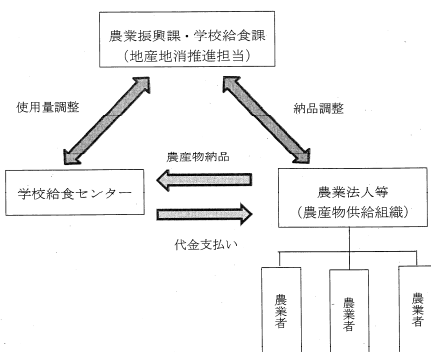 農業振興課・学校給食課
(地産地消推進担当)
使用量調整
納品調整
農産物納品
学校給食センター
農業法人等
(農産物供給組織)
代金支払い
農業者
農業者
農業者